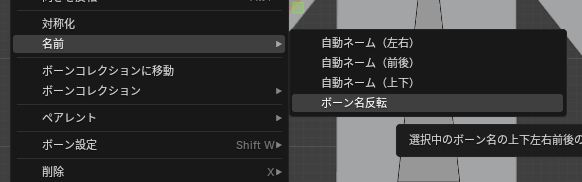 対称化
名前
ボーンコレクションに移動
ボーンコレクション
ペアレント
ボーン設定 Shift W
削除 X
自動ネーム（左右）
自動ネーム（前後）
自動ネーム（上下）
ボーン名反転
選択中のボーン名の上下左右前後の